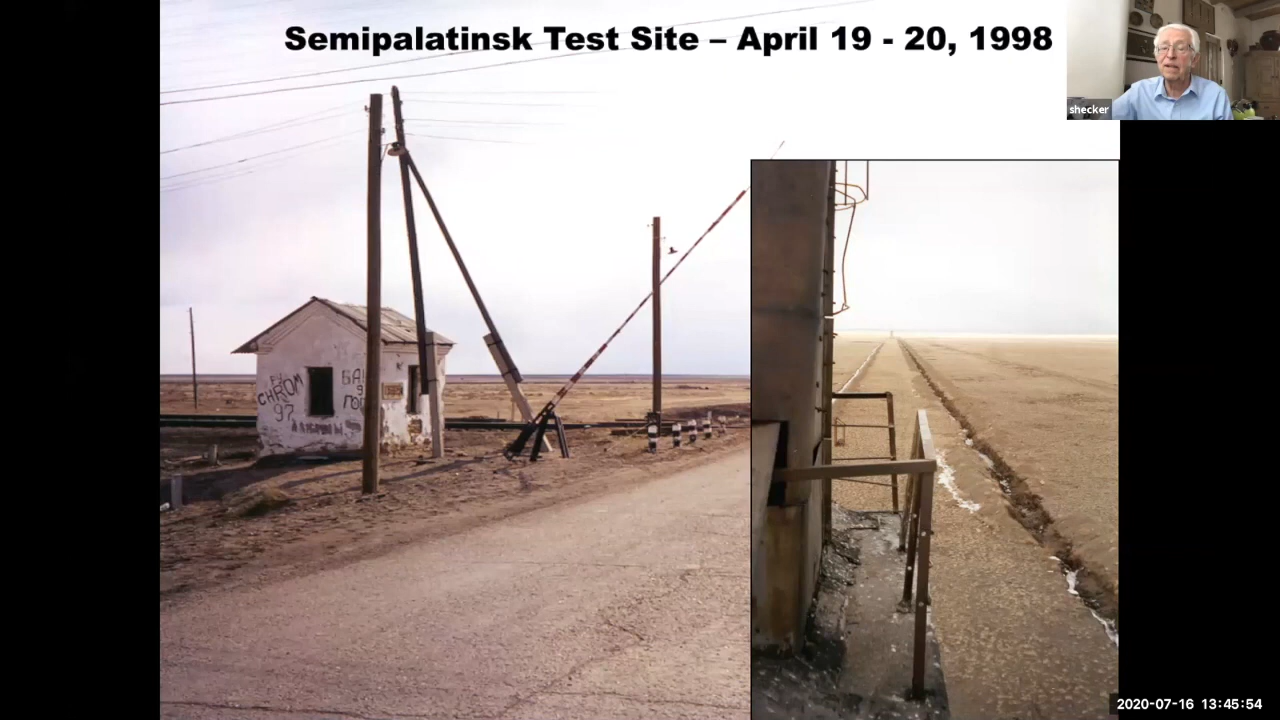 Semipalatinsk Test Site – April 19 - 20, 1998
shecker
CHROM
97
2020-07-16 13:45:54